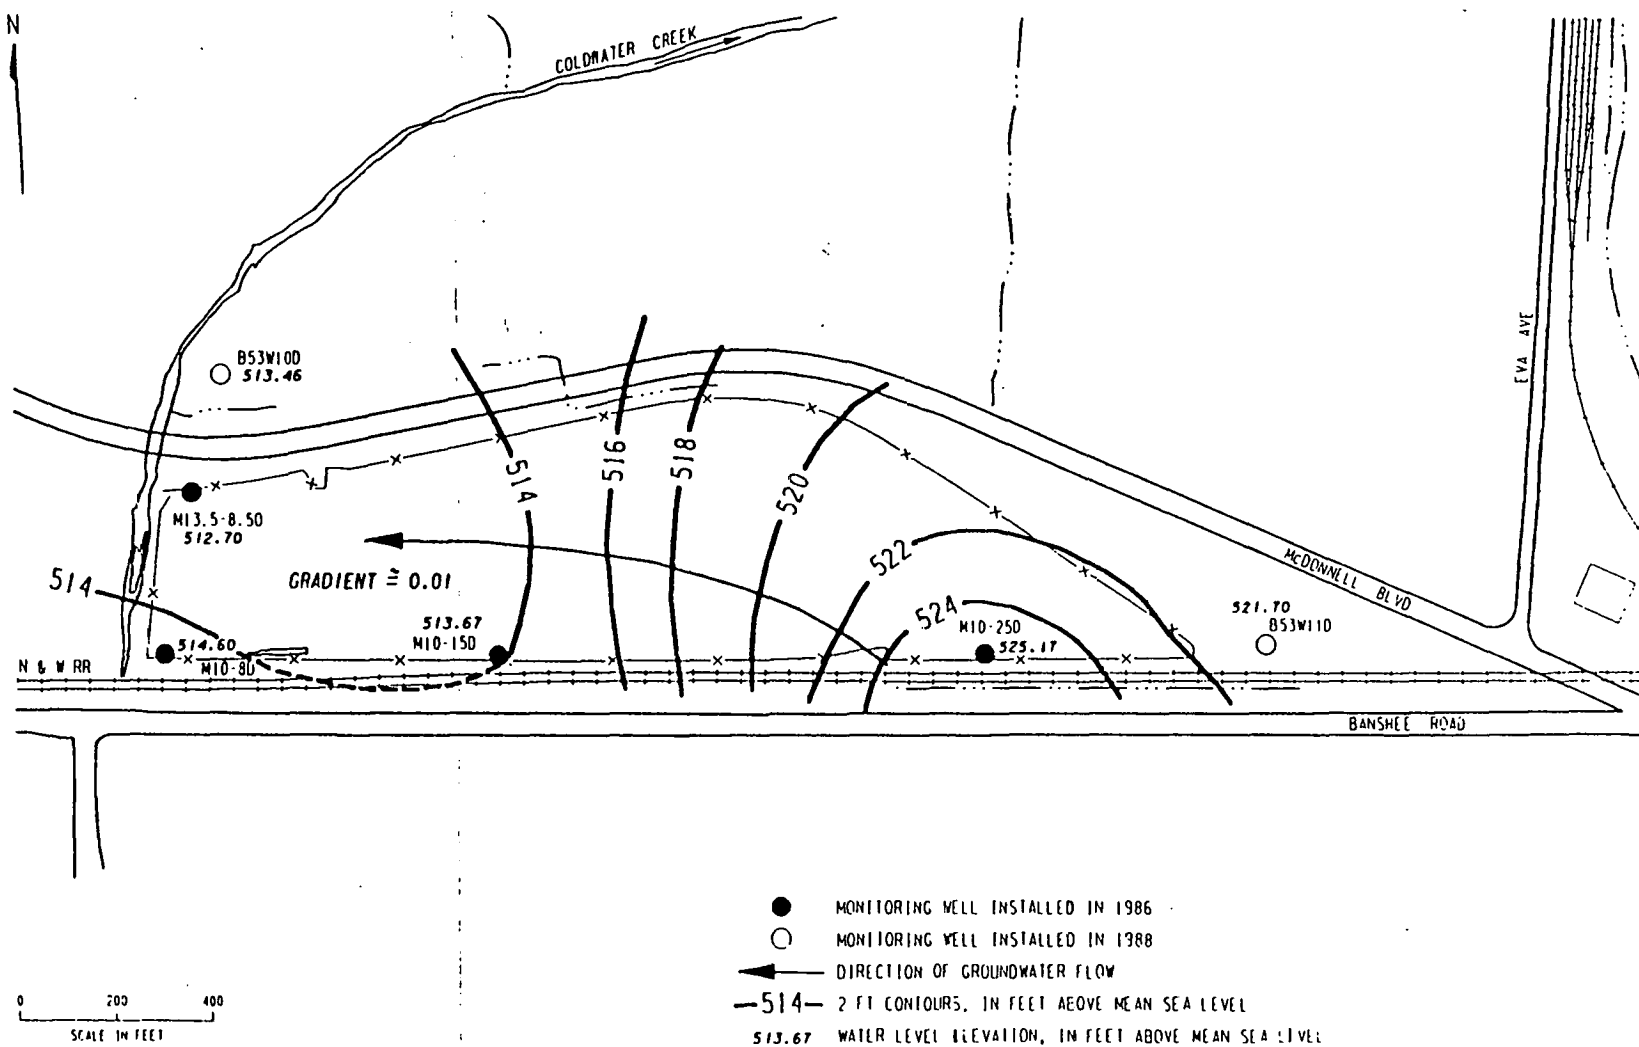 N
COLDWATER CREEK
EVA AVE
B53W10D
513.46
514
516
518
520
M13.5-8.5D
512.70
GRADIENT ≅ 0.01
522
McDONNELL BLVD
514
524
513.67
M10-15D
M10-25D
525.17
521.70
B53W11D
514.60
M10-8D
N & W RR
BANSHEE ROAD
MONITORING WELL INSTALLED IN 1986
MONITORING WELL INSTALLED IN 1988
DIRECTION OF GROUNDWATER FLOW
514 2 FT CONTOURS, IN FEET ABOVE MEAN SEA LEVEL
513.67 WATER LEVEL ELEVATION, IN FEET ABOVE MEAN SEA LEVEL
0 200 400
SCALE IN FEET